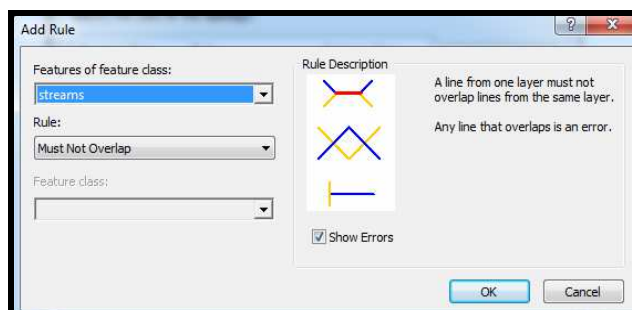 Add Rule
Features of feature class:
streams
Rule:
Must Not Overlap
Feature class:
Rule Description
A line from one layer must not
overlap lines from the same layer.
Any line that overlaps is an error.
Show Errors
OK
Cancel